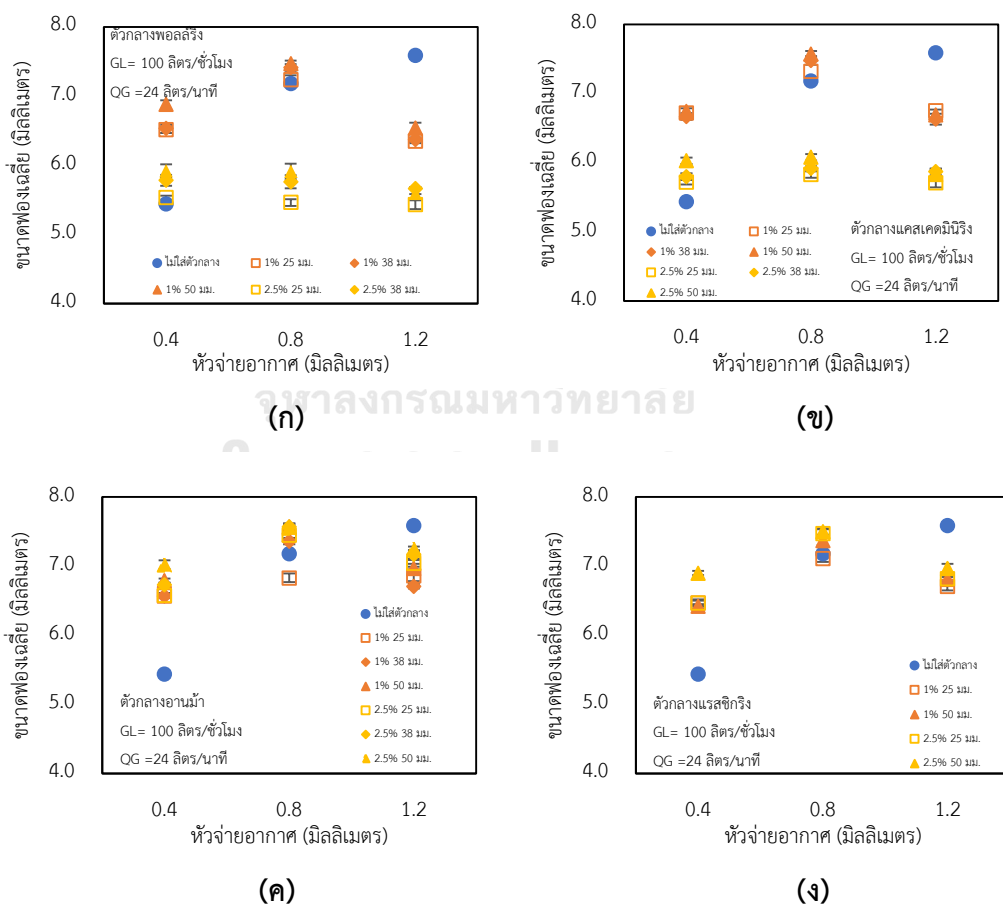 8.0
7.0
6.0
5.0
4.0
ขนาดฟองเฉลี่ย (มิลลิเมตร)
ตัวกลางพอลล์ริง
GL= 100 ลิตร/ชั่วโมง
QG =24 ลิตร/นาที
ไม่ใส่ตัวกลาง
1% 25 มม.
1% 38 มม.
1% 50 มม.
2.5% 25 มม.
2.5% 38 มม.
0.4 0.8 1.2
หัวจ่ายอากาศ (มิลลิเมตร)
(ก)
8.0
7.0
6.0
5.0
4.0
ขนาดฟองเฉลี่ย (มิลลิเมตร)
ไม่ใส่ตัวกลาง
1% 25 มม.
1% 38 มม.
1% 50 มม.
2.5% 25 มม.
2.5% 38 มม.
2.5% 50 มม.
ตัวกลางแคสเคดมินิริง
GL= 100 ลิตร/ชั่วโมง
QG =24 ลิตร/นาที
0.4 0.8 1.2
หัวจ่ายอากาศ (มิลลิเมตร)
(ข)
จุฬาลงกรณ์มหาวิทยาลัย
8.0
7.0
6.0
5.0
4.0
ขนาดฟองเฉลี่ย (มิลลิเมตร)
ไม่ใส่ตัวกลาง
1% 25 มม.
1% 38 มม.
1% 50 มม.
2.5% 25 มม.
2.5% 38 มม.
2.5% 50 มม.
ตัวกลางอานม้า
GL= 100 ลิตร/ชั่วโมง
QG =24 ลิตร/นาที
0.4 0.8 1.2
หัวจ่ายอากาศ (มิลลิเมตร)
(ค)
8.0
7.0
6.0
5.0
4.0
ขนาดฟองเฉลี่ย (มิลลิเมตร)
ไม่ใส่ตัวกลาง
1% 25 มม.
1% 50 มม.
2.5% 25 มม.
2.5% 50 มม.
ตัวกลางแรสชิกริง
GL= 100 ลิตร/ชั่วโมง
QG =24 ลิตร/นาที
0.4 0.8 1.2
หัวจ่ายอากาศ (มิลลิเมตร)
(ง)